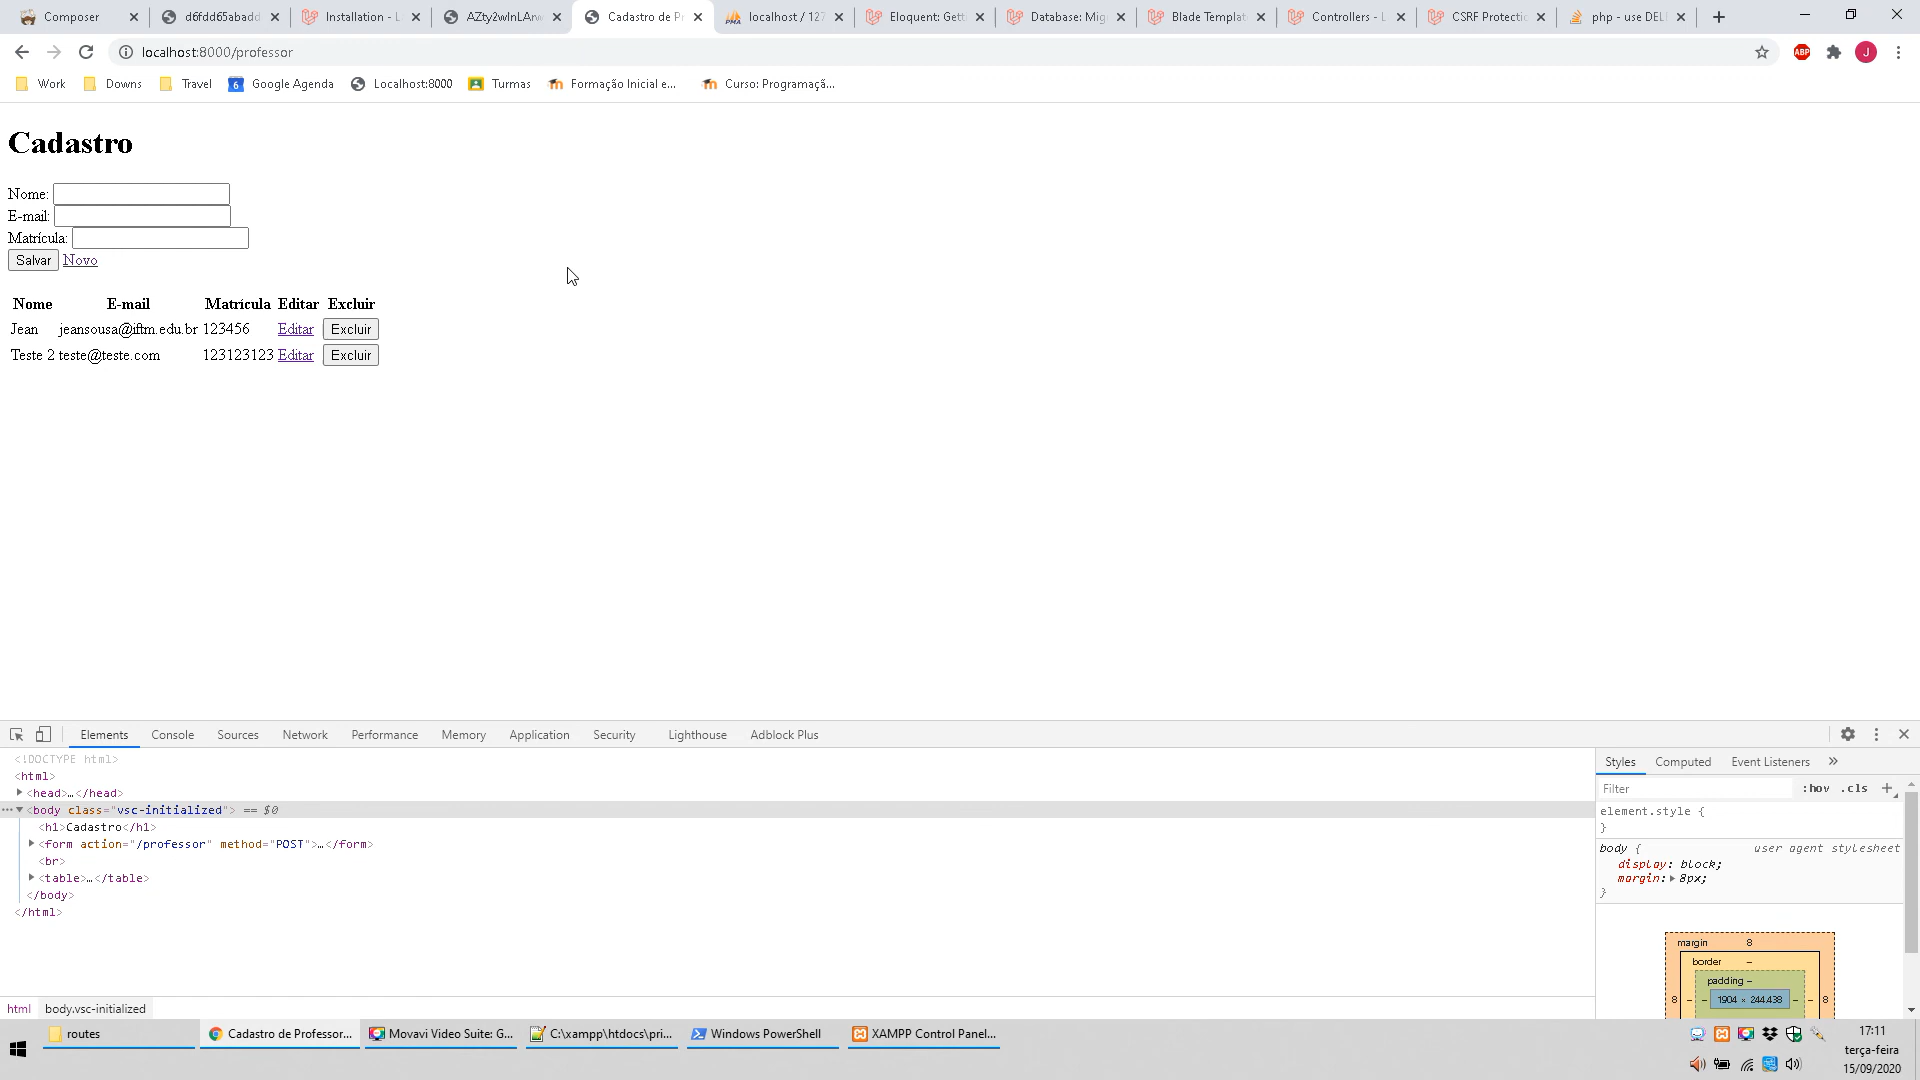 Composer
d6fdd65abadd
Installation - L
AZty2wlnLAn
Cadastro de P
localhost / 127
Eloquent: Gett
Database: Mig
Blade Templat
Controllers - L
CSRF Protectic
php - use DEL
localhost:8000/professor
ABP
J
Work
Downs
Travel
6
Google Agenda
Localhost:8000
Turmas
Formação Inicial e...
Curso: Programaçã...
Cadastro
Nome:
E-mail:
Matrícula:
Salvar Novo
Nome E-mail Matrícula Editar Excluir
Jean jeansousa@iftm.edu.br 123456 Editar Excluir
Teste 2 teste@teste.com 123123123 Editar Excluir
Elements Console Sources Network Performance Memory Application Security Lighthouse Adblock Plus
<!DOCTYPE html>
<html>
<head>…</head>
<body class="vsc-initialized"> == $0
<h1>Cadastro</h1>
<form action="/professor" method="POST">…</form>
<br>
<table>…</table>
</body>
</html>
html body.vsc-initialized
Styles Computed Event Listeners »
Filter :hov .cls +
element.style {
}
body { user agent stylesheet
display: block;
margin: 8px;
}
margin 8
border –
padding –
8 – – 1904 × 244.438 – – 8
routes
Cadastro de Professor...
Movavi Video Suite: G...
C:\xampp\htdocs\pri...
Windows PowerShell
XAMPP Control Panel...
17:11
terça-feira
15/09/2020